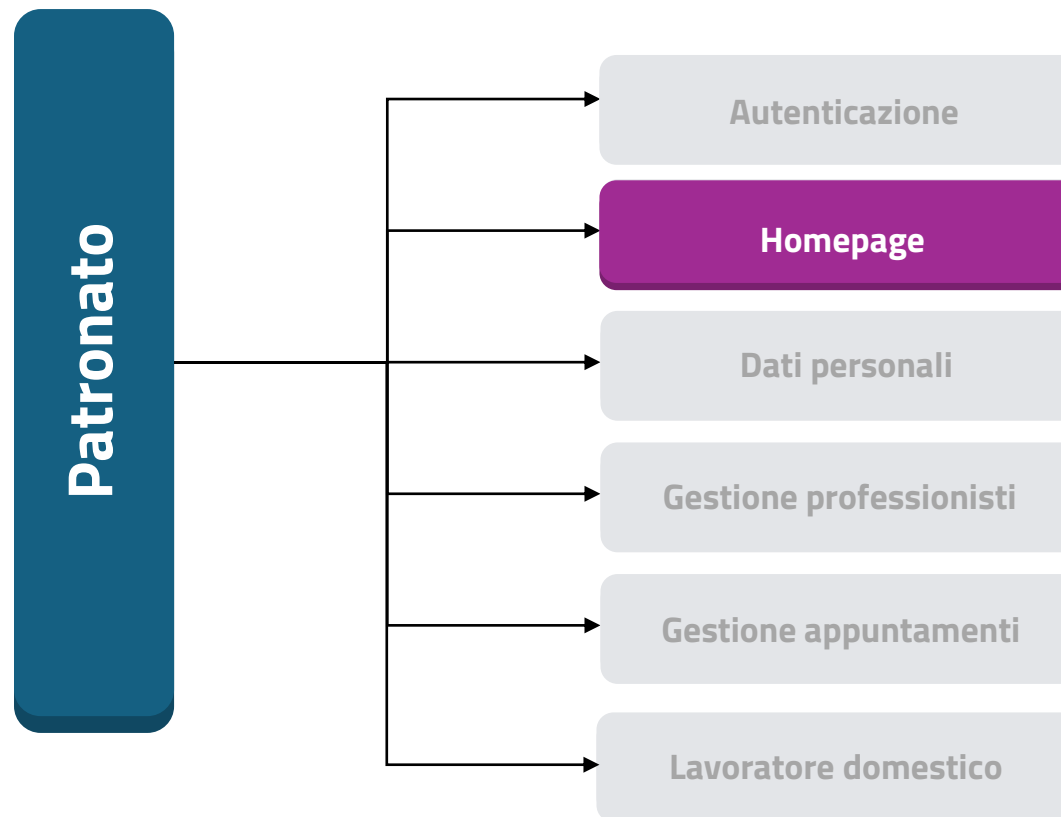 Patronato
Autenticazione
Homepage
Dati personali
Gestione professionisti
Gestione appuntamenti
Lavoratore domestico